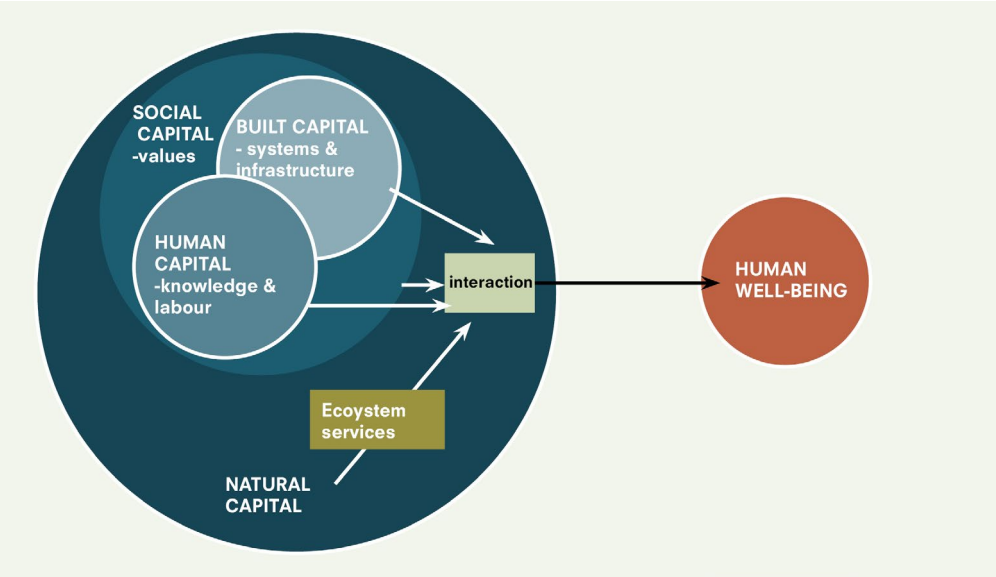 SOCIAL
CAPITAL
-values
BUILT CAPITAL
- systems &
infrastructure
HUMAN
CAPITAL
-knowledge &
labour
interaction
HUMAN
WELL-BEING
Ecoystem
services
NATURAL
CAPITAL